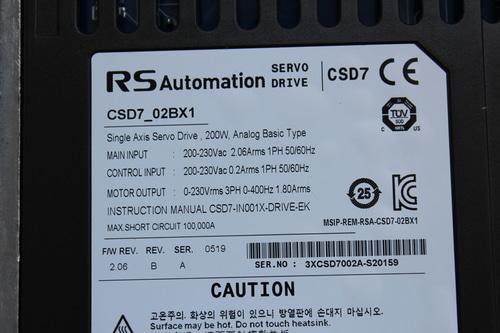 RS Automation SERVO DRIVE CSD7 CE
CSD7_02BX1
Single Axis Servo Drive , 200W, Analog Basic Type
MAIN INPUT : 200-230Vac 2.06Arms 1PH 50/60Hz
CONTROL INPUT : 200-230Vac 0.2Arms 1PH 50/60Hz
MOTOR OUTPUT : 0-230Vrms 3PH 0-400Hz 1.80Arms
INSTRUCTION MANUAL CSD7-IN001X-DRIVE-EK
MAX.SHORT CIRCUIT 100,000A
C TÜV US
25
MSIP-REM-RSA-CSD7-02BX1
F/W REV. REV. SER. 0519
2.06 B A
SER.NO : 3XCSD7002A-S20159
CAUTION
고온주의. 화상의 위험이 있으니 방열판에 손대지 마십시오.
Surface may be hot. Do not touch heatsink.